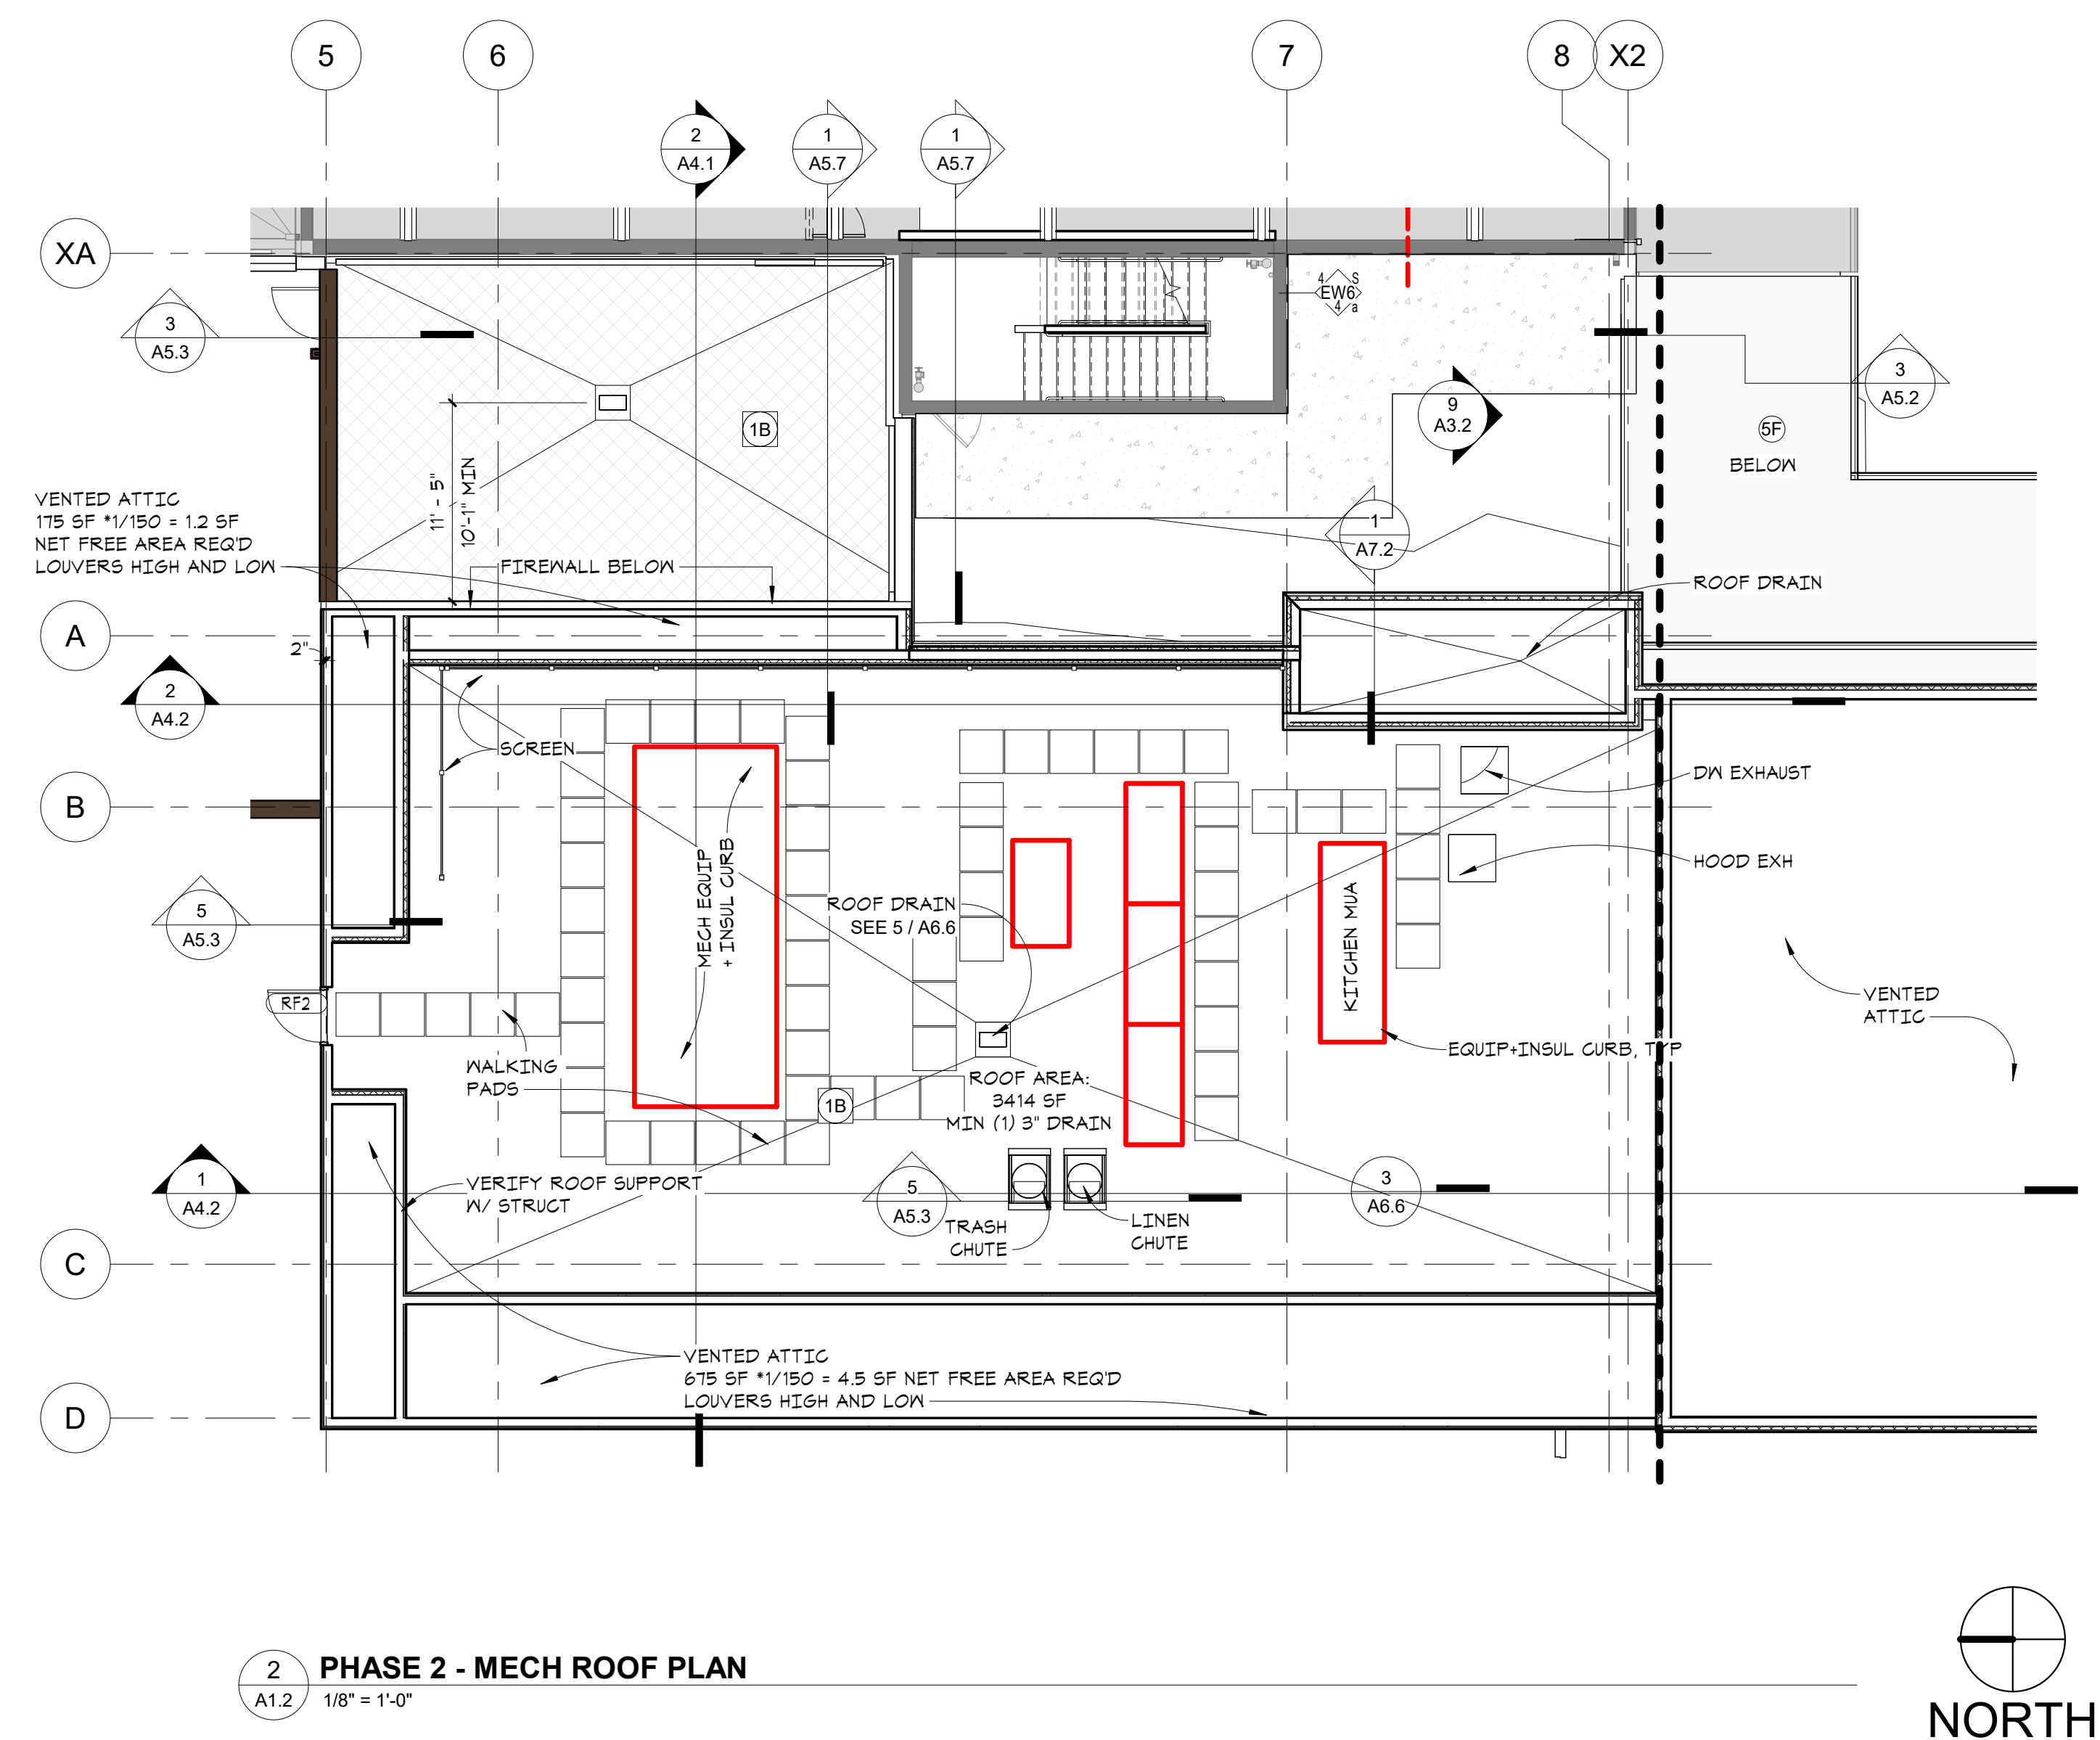 5
6
7
8
X2
2
A4.1
1
A5.7
1
A5.7
XA
3
A5.3
4 S
EW6
4 a
9
A3.2
3
A5.2
5F
BELOW
1B
11' - 5"
10'-1" MIN
VENTED ATTIC
175 SF *1/150 = 1.2 SF
NET FREE AREA REQ'D
LOUVERS HIGH AND LOW
FIREWALL BELOW
1
A7.2
ROOF DRAIN
A
2"
2
A4.2
SCREEN
B
DW EXHAUST
HOOD EXH
MECH EQUIP
+ INSUL CURB
ROOF DRAIN
SEE 5 / A6.6
KITCHEN MUA
5
A5.3
RF2
VENTED
ATTIC
EQUIP+INSUL CURB, TYP
WALKING
PADS
1B
ROOF AREA:
3414 SF
MIN (1) 3" DRAIN
1
A4.2
VERIFY ROOF SUPPORT
W/ STRUCT
5
A5.3
TRASH
CHUTE
LINEN
CHUTE
3
A6.6
C
VENTED ATTIC
675 SF *1/150 = 4.5 SF NET FREE AREA REQ'D
LOUVERS HIGH AND LOW
D
2
A1.2
PHASE 2 - MECH ROOF PLAN
1/8" = 1'-0"
NORTH